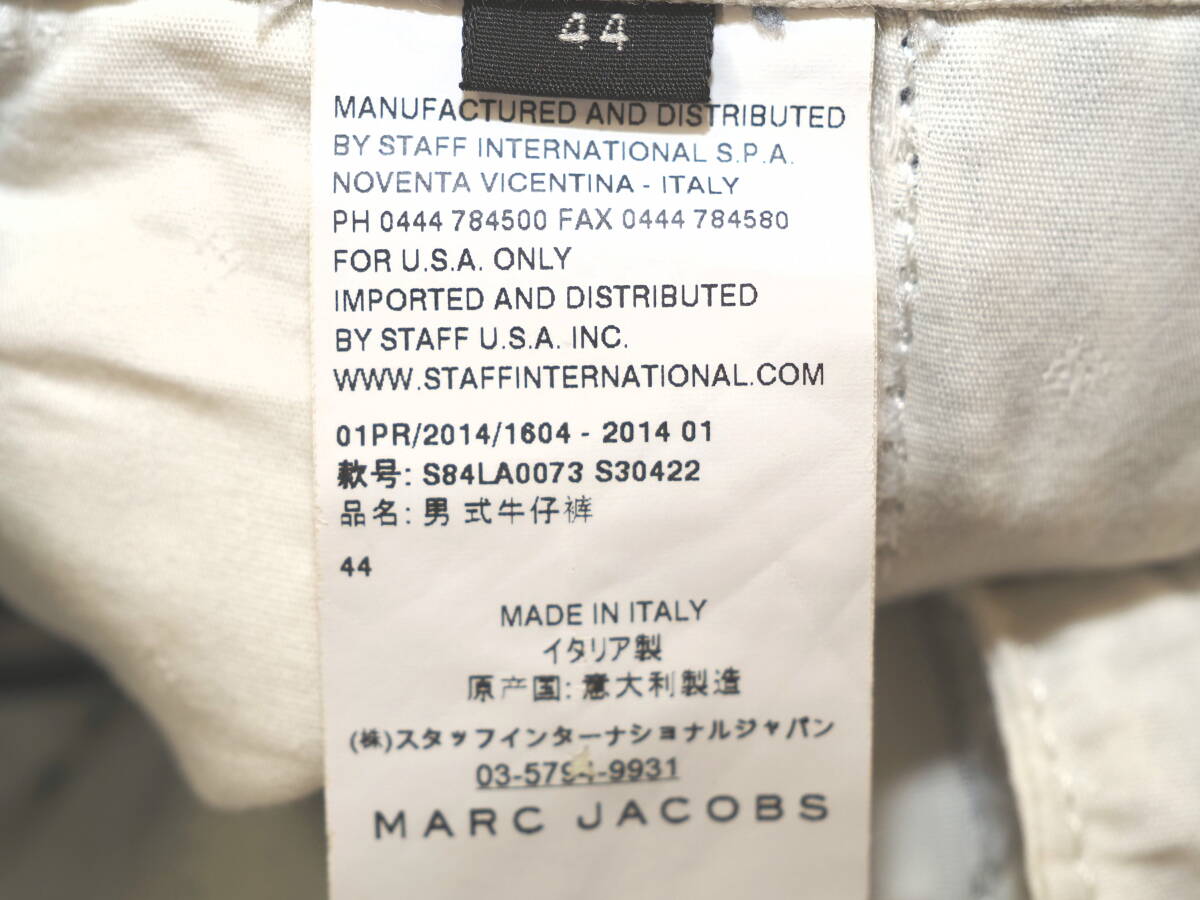 44
MANUFACTURED AND DISTRIBUTED
BY STAFF INTERNATIONAL S.P.A.
NOVENTA VICENTINA - ITALY
PH 0444 784500 FAX 0444 784580
FOR U.S.A. ONLY
IMPORTED AND DISTRIBUTED
BY STAFF U.S.A. INC.
WWW.STAFFINTERNATIONAL.COM
01PR/2014/1604 - 2014 01
款号: S84LA0073 S30422
品名: 男 式牛仔裤
44
MADE IN ITALY
イタリア製
原产国: 意大利製造
(株)スタッフインターナショナルジャパン
03-5794-9931
MARC JACOBS